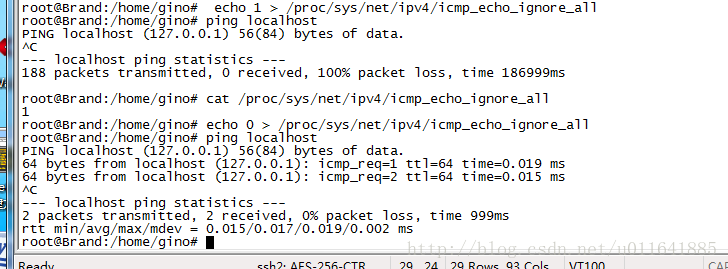 root@Brand:/home/gino#  echo 1 > /proc/sys/net/ipv4/icmp_echo_ignore_all
root@Brand:/home/gino# ping localhost
PING localhost (127.0.0.1) 56(84) bytes of data.
^C
--- localhost ping statistics ---
188 packets transmitted, 0 received, 100% packet loss, time 186999ms
root@Brand:/home/gino# cat /proc/sys/net/ipv4/icmp_echo_ignore_all
1
root@Brand:/home/gino# echo 0 > /proc/sys/net/ipv4/icmp_echo_ignore_all
root@Brand:/home/gino# ping localhost
PING localhost (127.0.0.1) 56(84) bytes of data.
64 bytes from localhost (127.0.0.1): icmp_req=1 ttl=64 time=0.019 ms
64 bytes from localhost (127.0.0.1): icmp_req=2 ttl=64 time=0.015 ms
^C
--- localhost ping statistics ---
2 packets transmitted, 2 received, 0% packet loss, time 999ms
rtt min/avg/max/mdev = 0.015/0.017/0.019/0.002 ms
root@Brand:/home/gino#
http://blog.csdn.net/u011641885
Ready ssh2: AES-256-CTR 29, 24 29 Rows, 93 Cols VT100 CAP